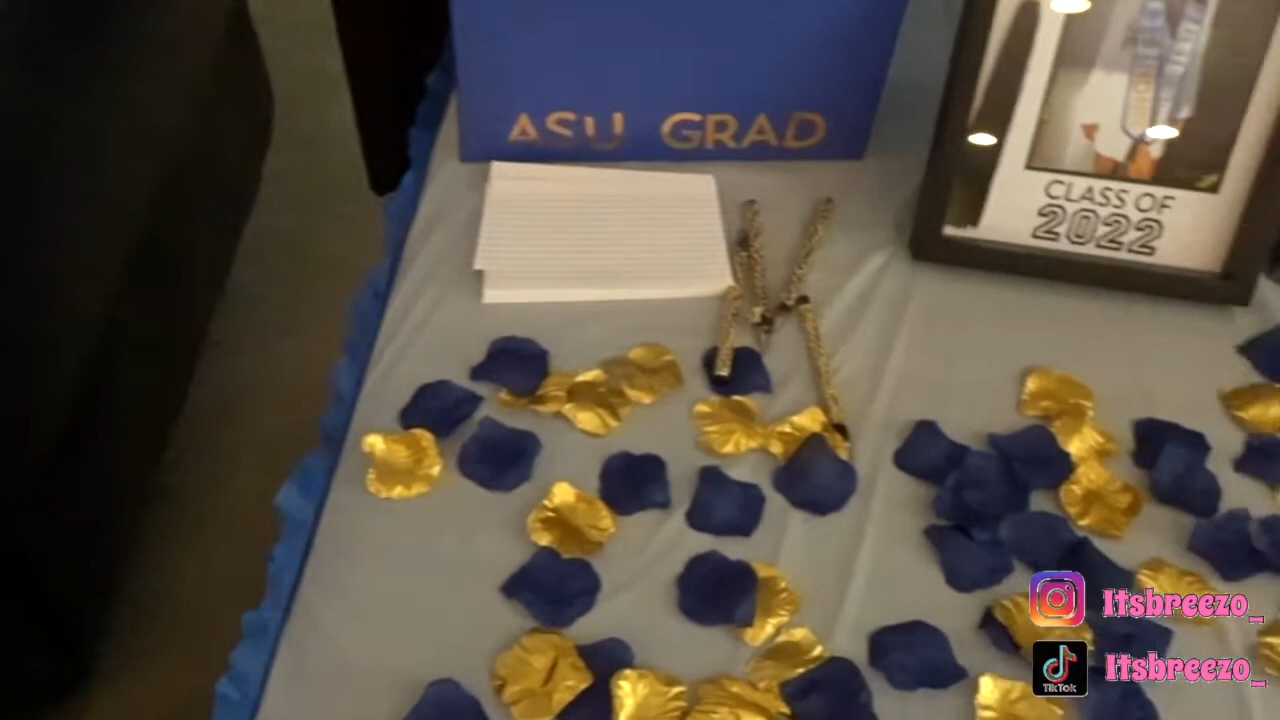 ASU GRAD
CLASS OF
2022
Itsbreezo_
TikTok
Itsbreezo_